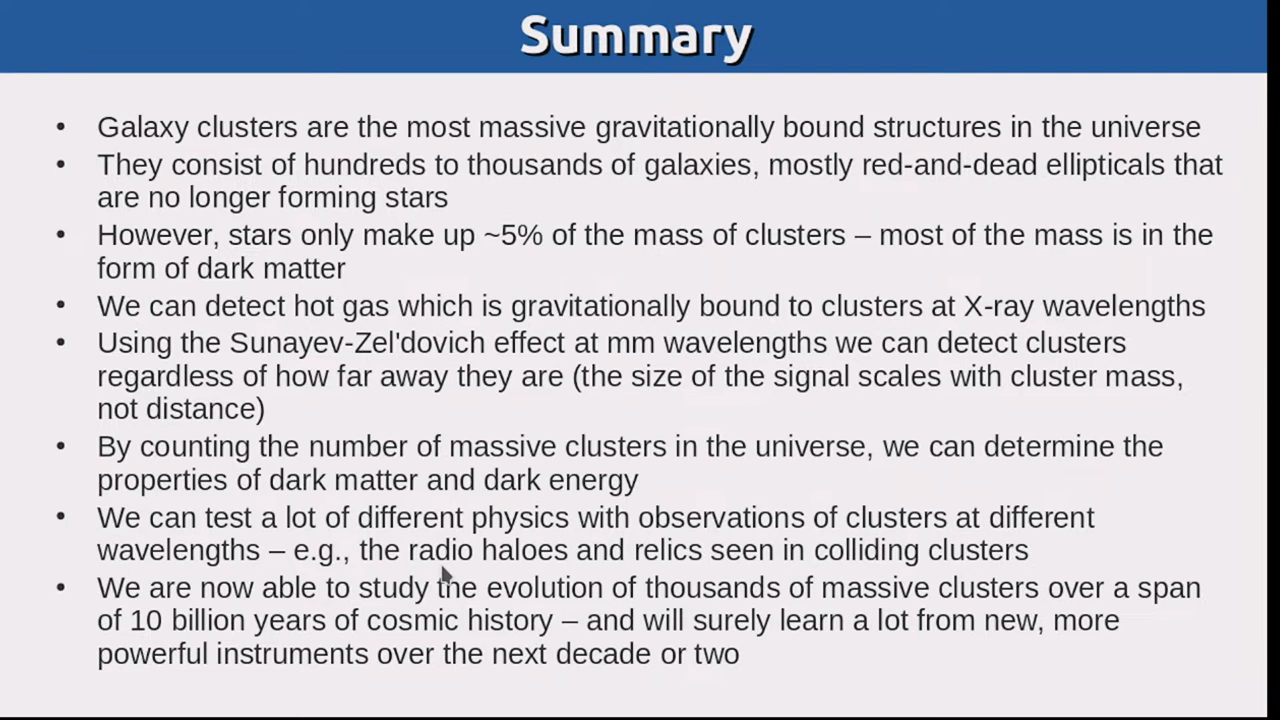 Summary
• Galaxy clusters are the most massive gravitationally bound structures in the universe
• They consist of hundreds to thousands of galaxies, mostly red-and-dead ellipticals that
are no longer forming stars
• However, stars only make up ~5% of the mass of clusters – most of the mass is in the
form of dark matter
• We can detect hot gas which is gravitationally bound to clusters at X-ray wavelengths
• Using the Sunayev-Zel'dovich effect at mm wavelengths we can detect clusters
regardless of how far away they are (the size of the signal scales with cluster mass,
not distance)
• By counting the number of massive clusters in the universe, we can determine the
properties of dark matter and dark energy
• We can test a lot of different physics with observations of clusters at different
wavelengths – e.g., the radio haloes and relics seen in colliding clusters
• We are now able to study the evolution of thousands of massive clusters over a span
of 10 billion years of cosmic history – and will surely learn a lot from new, more
powerful instruments over the next decade or two